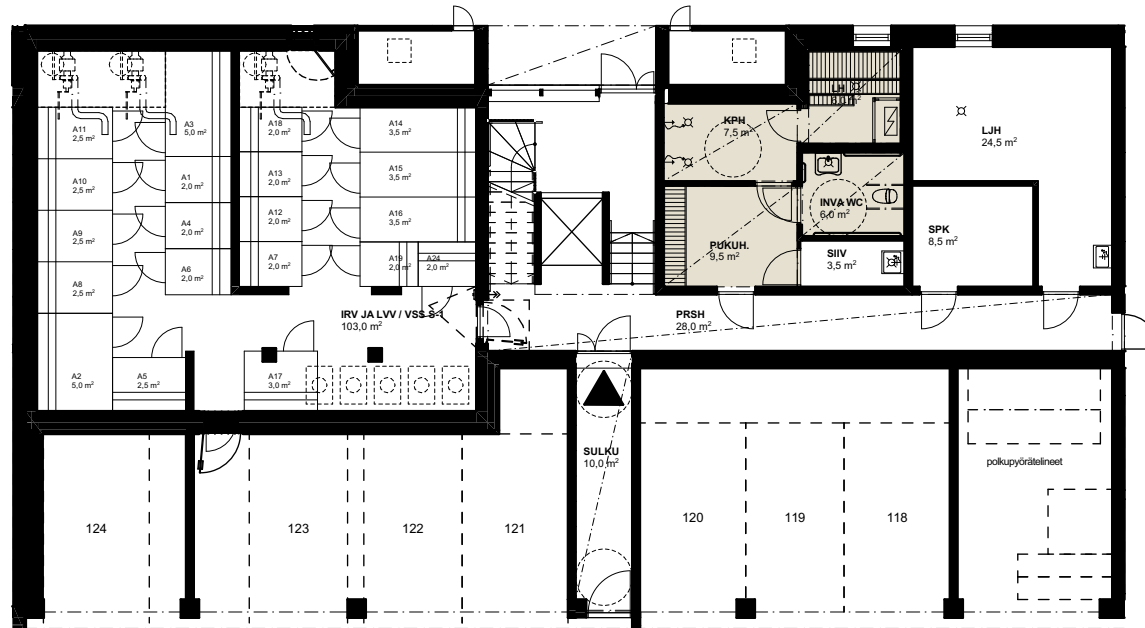 A11
2,5 m²
A3
5,0 m²
A18
2,0 m²
A14
3,5 m²
KPH
7,5 m²
LH
6,0 m²
LJH
24,5 m²
A10
2,5 m²
A1
2,0 m²
A13
2,0 m²
A15
3,5 m²
A9
2,5 m²
A4
2,0 m²
A12
2,0 m²
A16
3,5 m²
INVA WC
6,0 m²
A8
2,5 m²
A6
2,0 m²
A7
2,0 m²
A19
2,0 m²
A24
2,0 m²
PUKUH.
9,5 m²
SIIV
3,5 m²
SPK
8,5 m²
IRV JA LVV / VSS S-1
103,0 m²
PRSH
28,0 m²
A2
5,0 m²
A5
2,5 m²
A17
3,0 m²
SULKU
10,0 m²
polkupyörätelineet
124
123
122
121
120
119
118